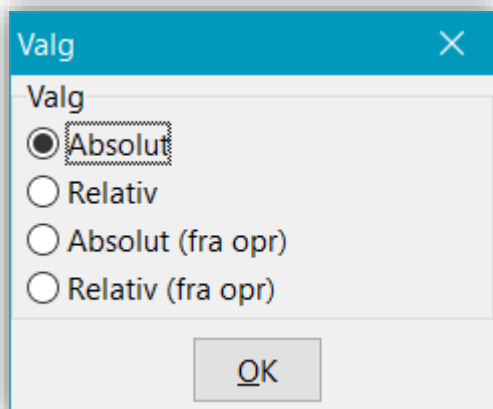 Valg
Valg
Absolut
Relativ
Absolut (fra opr)
Relativ (fra opr)
OK